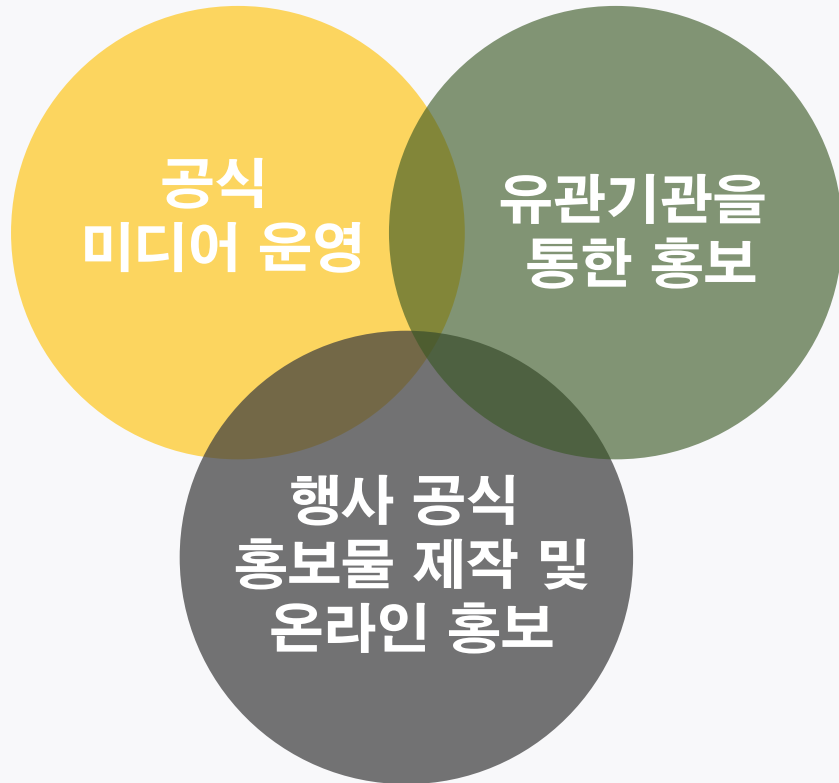 공식
미디어 운영
유관기관을
통한 홍보
행사 공식
홍보물 제작 및
온라인 홍보